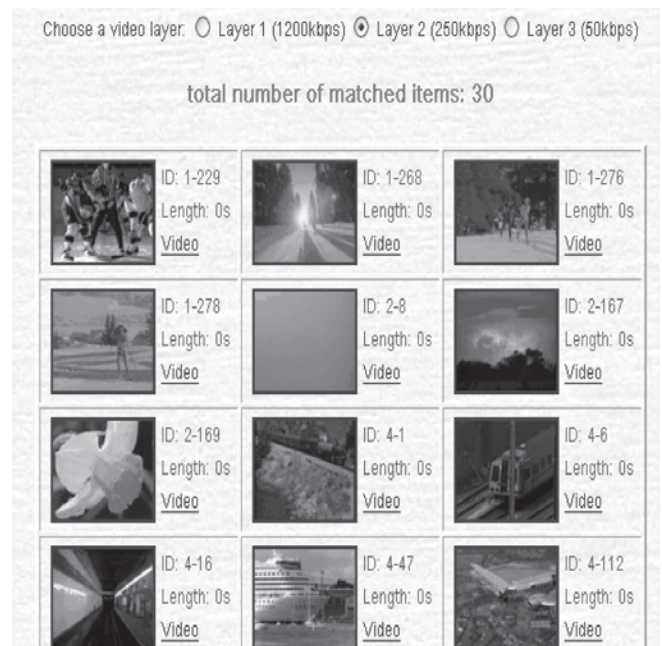 Choose a video layer: Layer 1 (1200kbps) Layer 2 (250kbps) Layer 3 (50kbps)
total number of matched items: 30
ID: 1-229
Length: 0s
Video
ID: 1-268
Length: 0s
Video
ID: 1-276
Length: 0s
Video
ID: 1-278
Length: 0s
Video
ID: 2-8
Length: 0s
Video
ID: 2-167
Length: 0s
Video
ID: 2-169
Length: 0s
Video
ID: 4-1
Length: 0s
Video
ID: 4-6
Length: 0s
Video
ID: 4-16
Length: 0s
Video
ID: 4-47
Length: 0s
Video
ID: 4-112
Length: 0s
Video